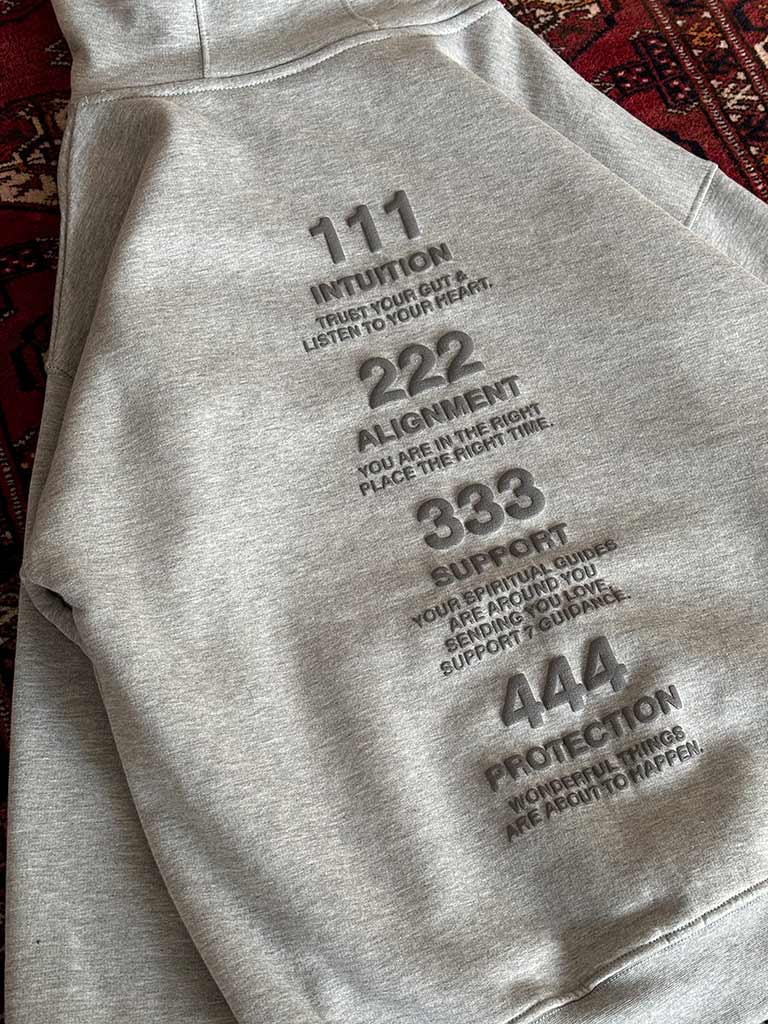 111
INTUITION
TRUST YOUR GUT &
LISTEN TO YOUR HEART.
222
ALIGNMENT
YOU ARE IN THE RIGHT
PLACE THE RIGHT TIME.
333
SUPPORT
YOUR SPIRITUAL GUIDES
ARE AROUND YOU
SENDING YOU LOVE,
SUPPORT 7 GUIDANCE.
444
PROTECTION
WONDERFUL THINGS
ARE ABOUT TO HAPPEN.